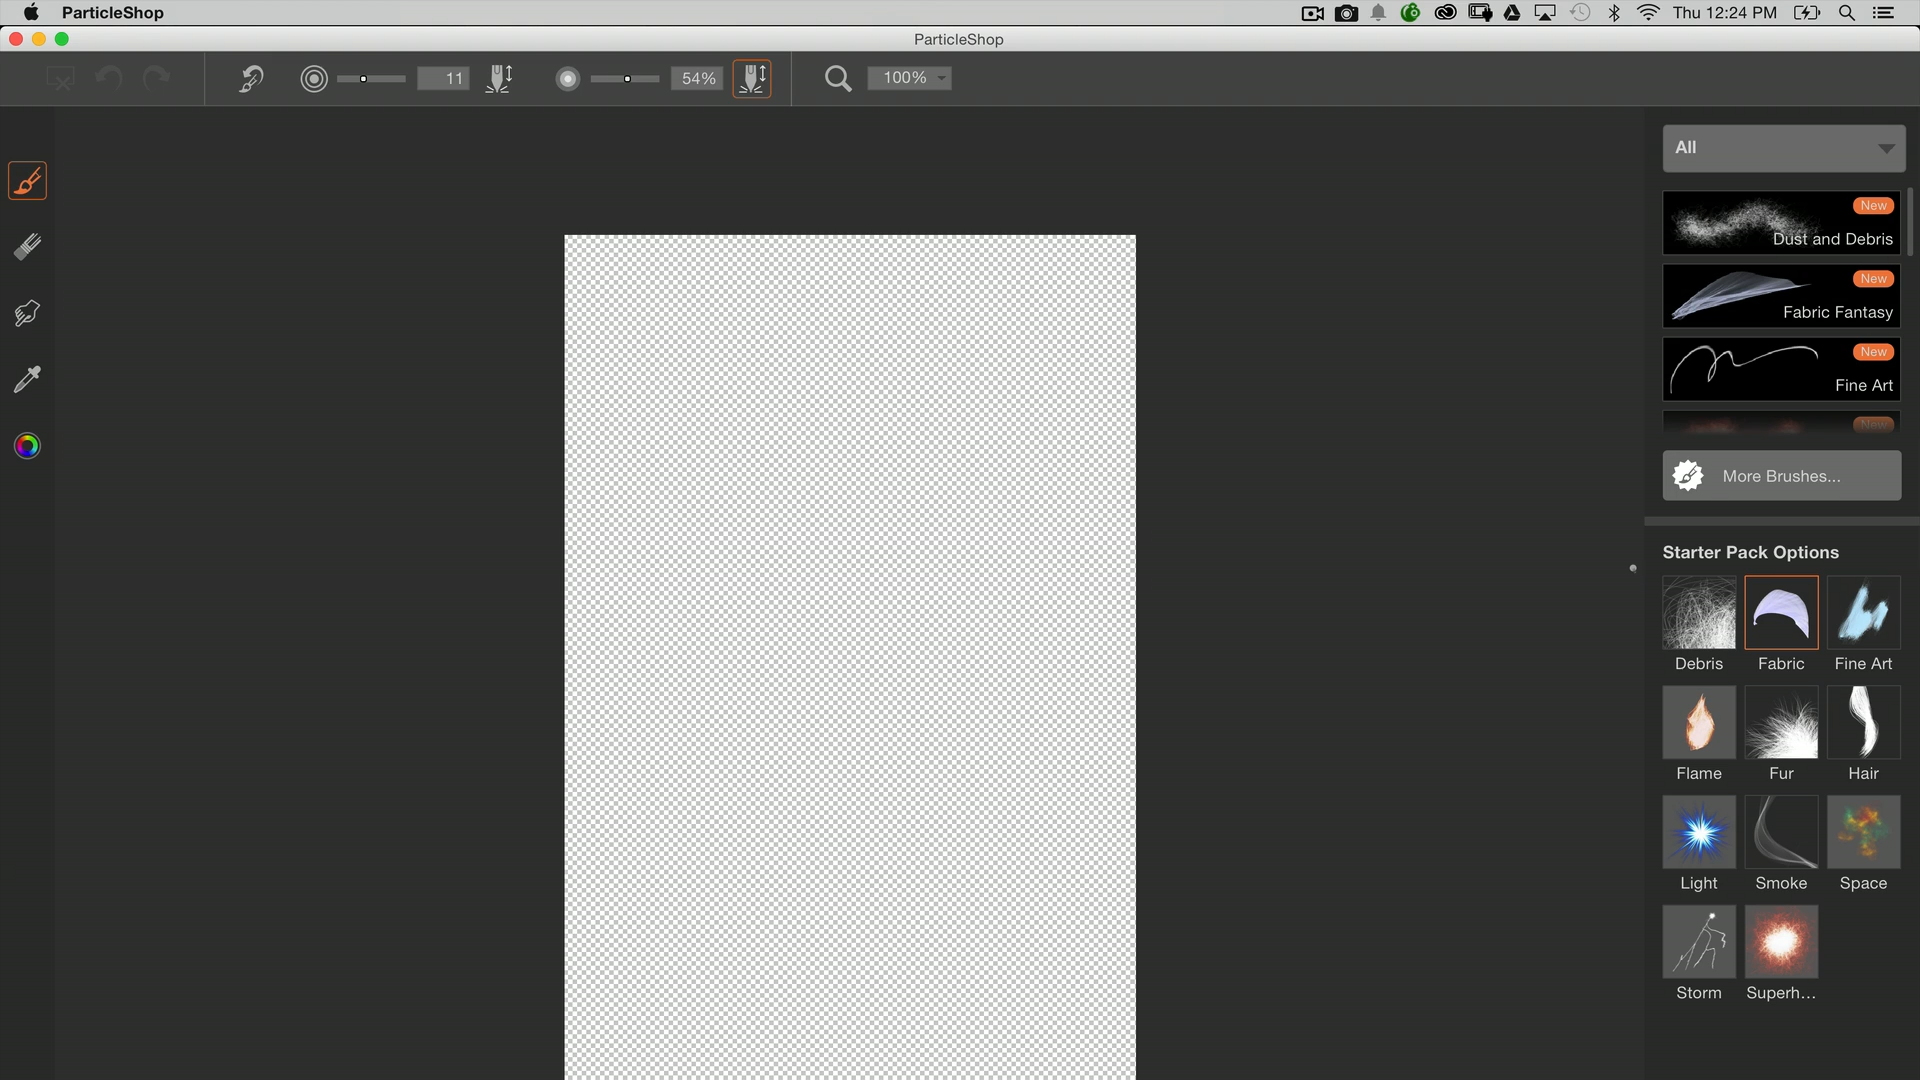 ParticleShop
Thu 12:24 PM
ParticleShop
11
54%
100%
All
New
Dust and Debris
New
Fabric Fantasy
New
Fine Art
New
More Brushes...
Starter Pack Options
Debris
Fabric
Fine Art
Flame
Fur
Hair
Light
Smoke
Space
Storm
Superh...